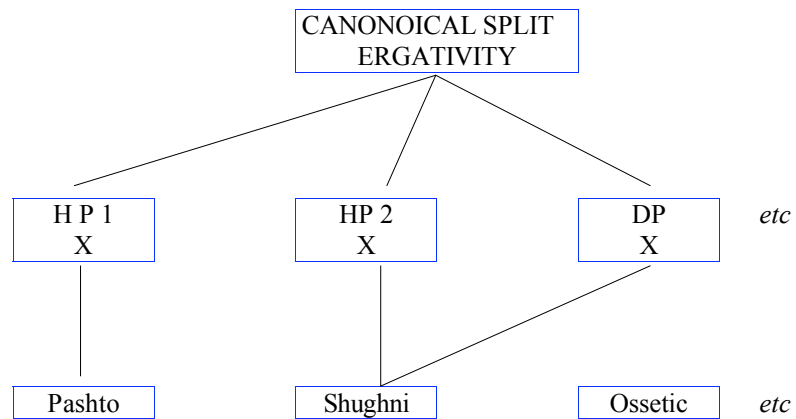 CANONOICAL SPLIT
ERGATIVITY
H P 1
X
HP 2
X
DP
X
etc
Pashto
Shughni
Ossetic
etc